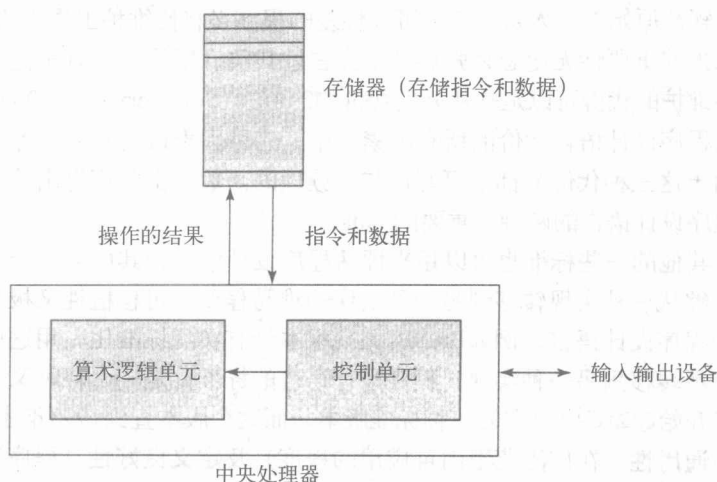 存储器（存储指令和数据）
操作的结果
指令和数据
算术逻辑单元
控制单元
输入输出设备
中央处理器